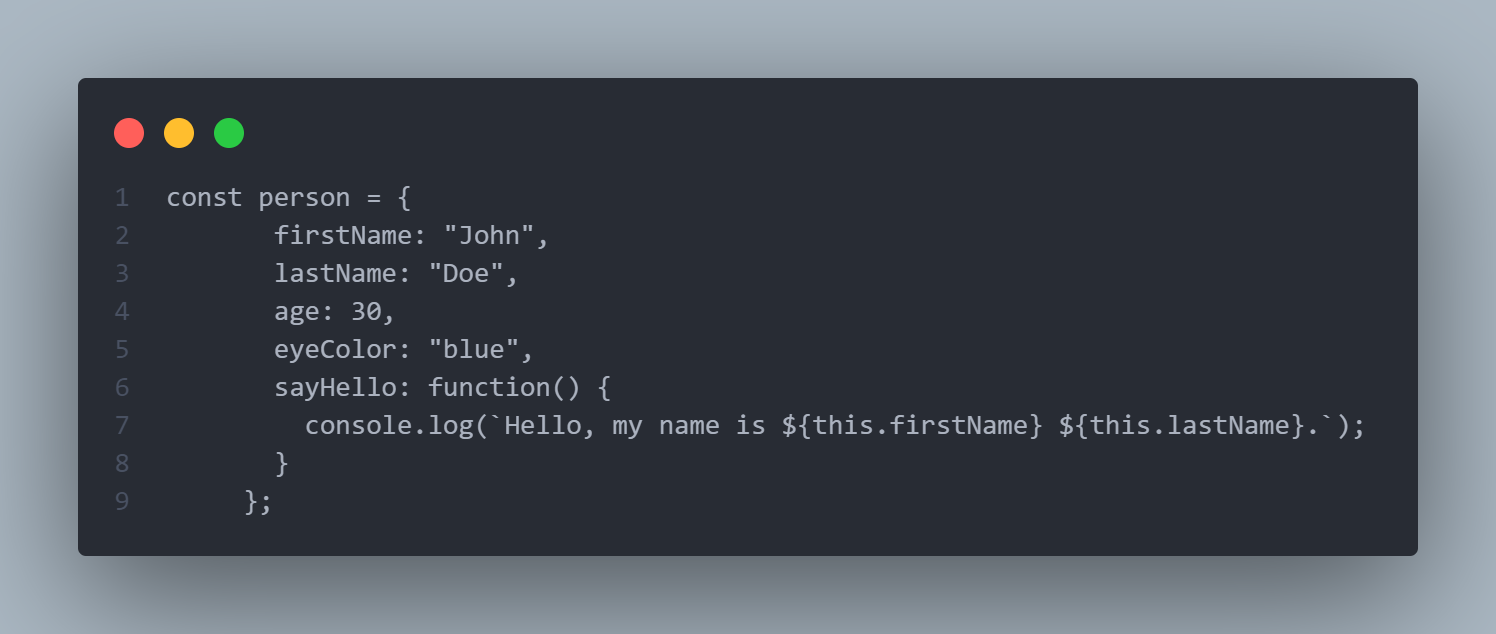 1 const person = {
2 firstName: "John",
3 lastName: "Doe",
4 age: 30,
5 eyeColor: "blue",
6 sayHello: function() {
7 console.log(`Hello, my name is ${this.firstName} ${this.lastName}.`);
8 }
9 };